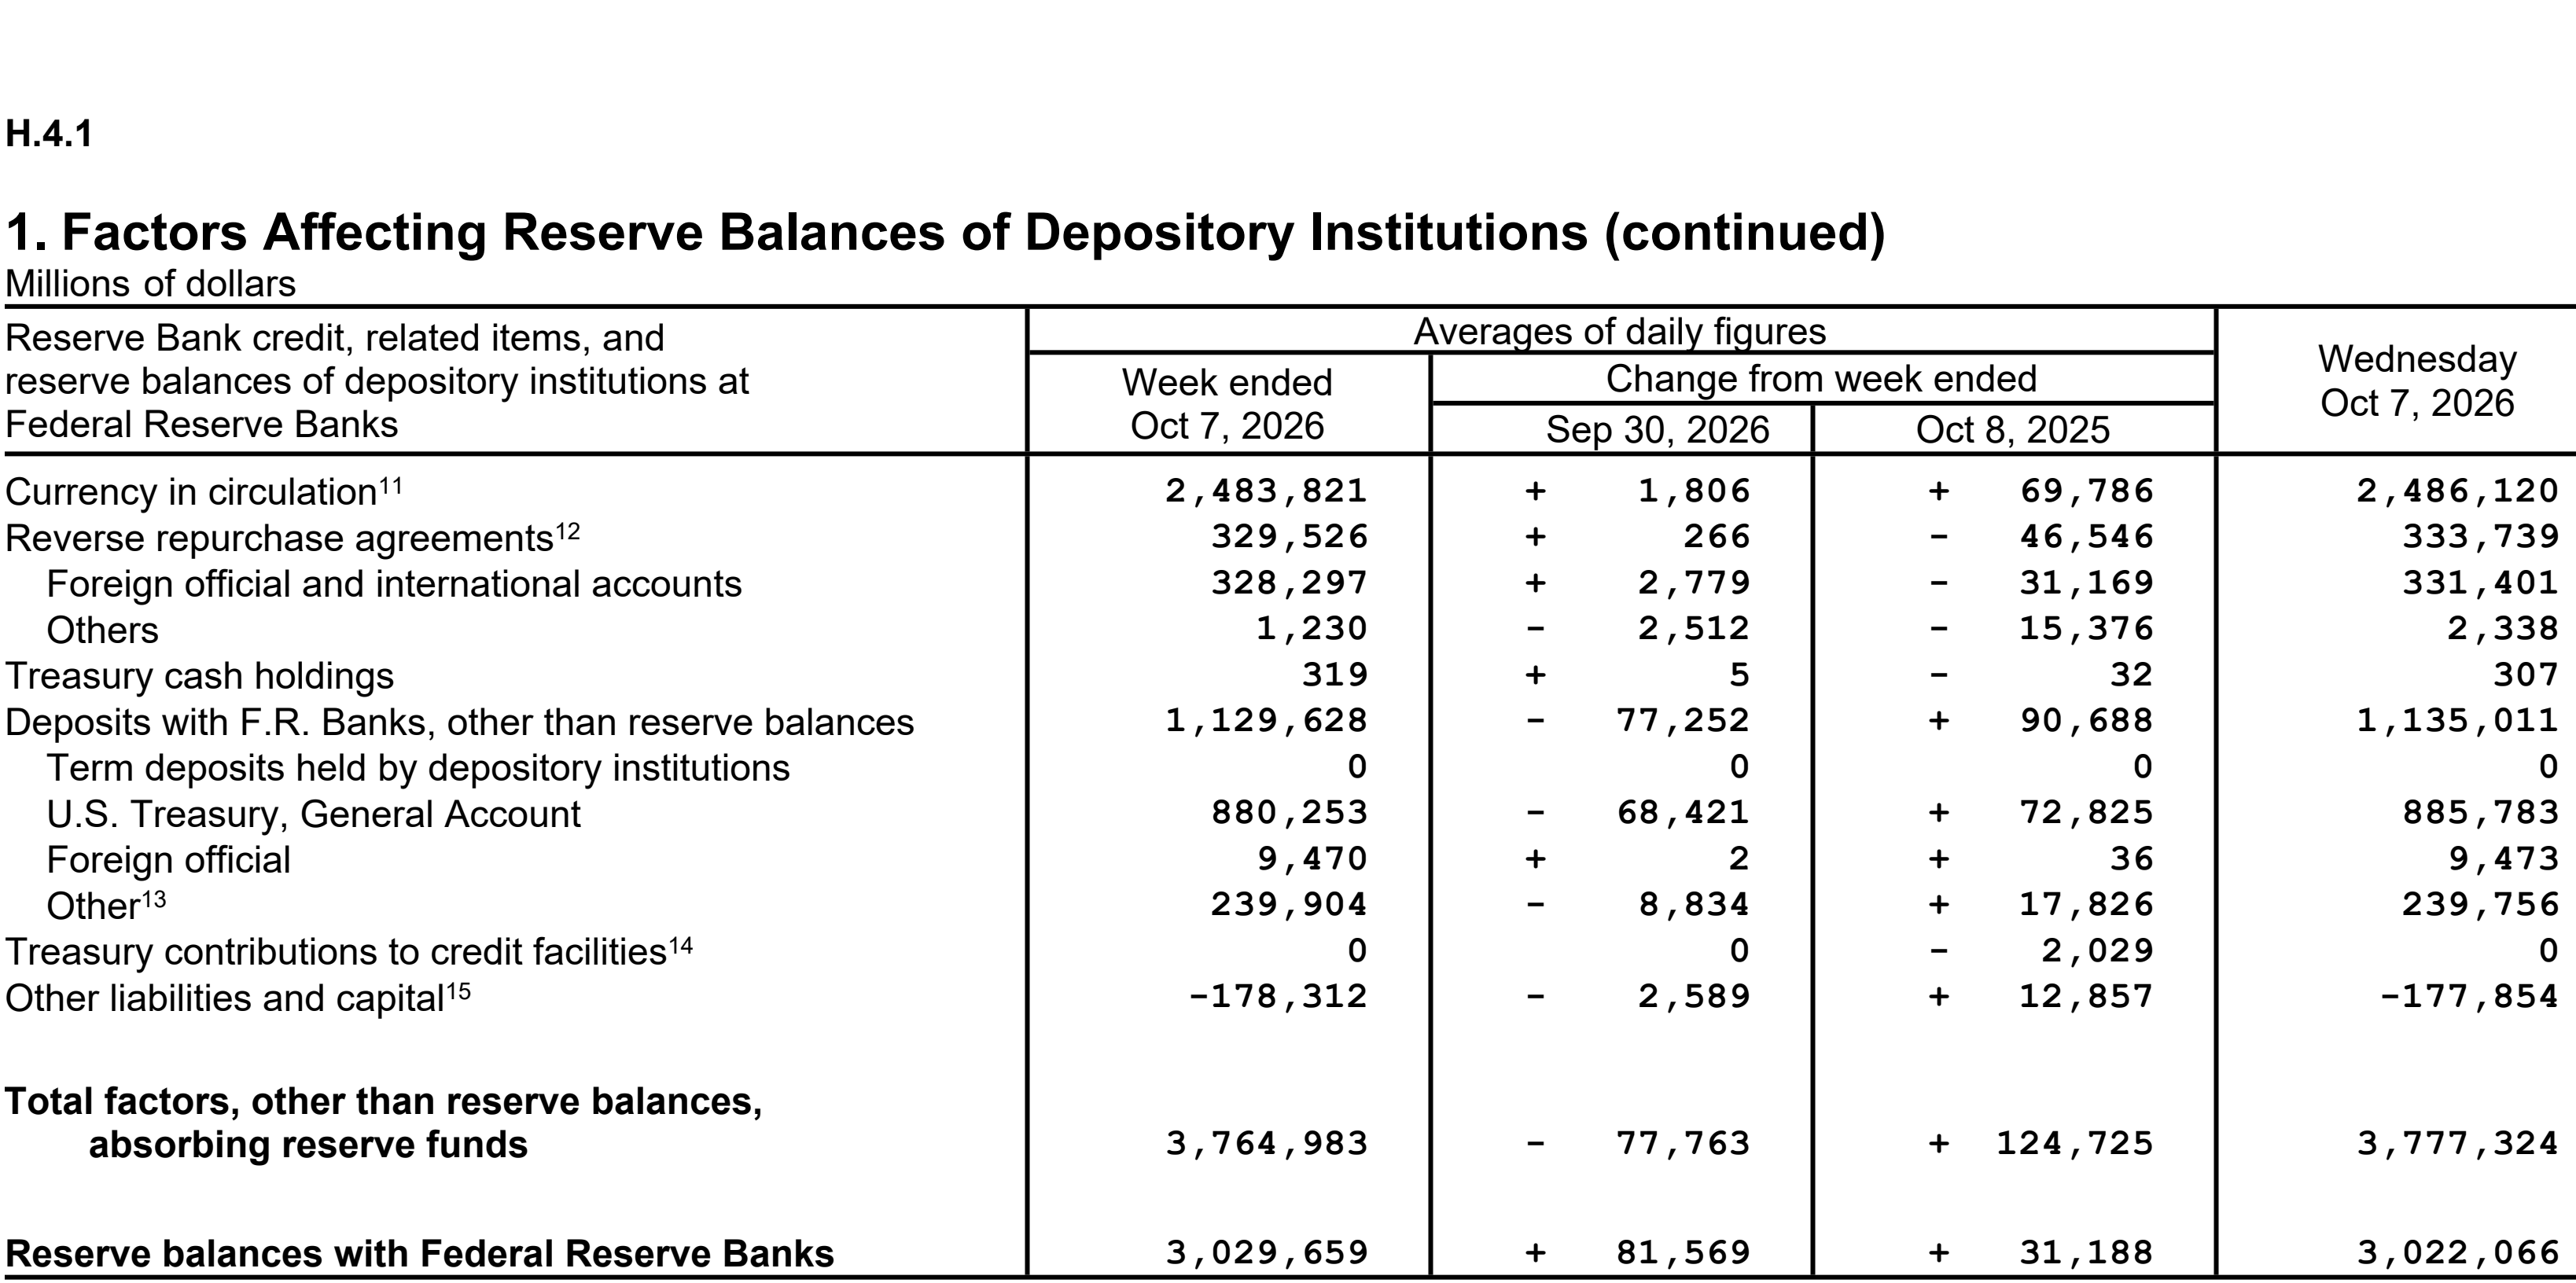 H.4.1
1. Factors Affecting Reserve Balances of Depository Institutions (continued)
Millions of dollars
Reserve Bank credit, related items, and reserve balances of depository institutions at Federal Reserve Banks
Averages of daily figures
Week ended Oct 7, 2026
Change from week ended
Sep 30, 2026 Oct 8, 2025
Wednesday Oct 7, 2026
Currency in circulation11 2,483,821 + 1,806 + 69,786 2,486,120
Reverse repurchase agreements12 329,526 + 266 - 46,546 333,739
Foreign official and international accounts 328,297 + 2,779 - 31,169 331,401
Others 1,230 - 2,512 - 15,376 2,338
Treasury cash holdings 319 + 5 - 32 307
Deposits with F.R. Banks, other than reserve balances 1,129,628 - 77,252 + 90,688 1,135,011
Term deposits held by depository institutions 0 0 0 0
U.S. Treasury, General Account 880,253 - 68,421 + 72,825 885,783
Foreign official 9,470 + 2 + 36 9,473
Other13 239,904 - 8,834 + 17,826 239,756
Treasury contributions to credit facilities14 0 0 - 2,029 0
Other liabilities and capital15 -178,312 - 2,589 + 12,857 -177,854
Total factors, other than reserve balances,
absorbing reserve funds 3,764,983 - 77,763 + 124,725 3,777,324
Reserve balances with Federal Reserve Banks 3,029,659 + 81,569 + 31,188 3,022,066